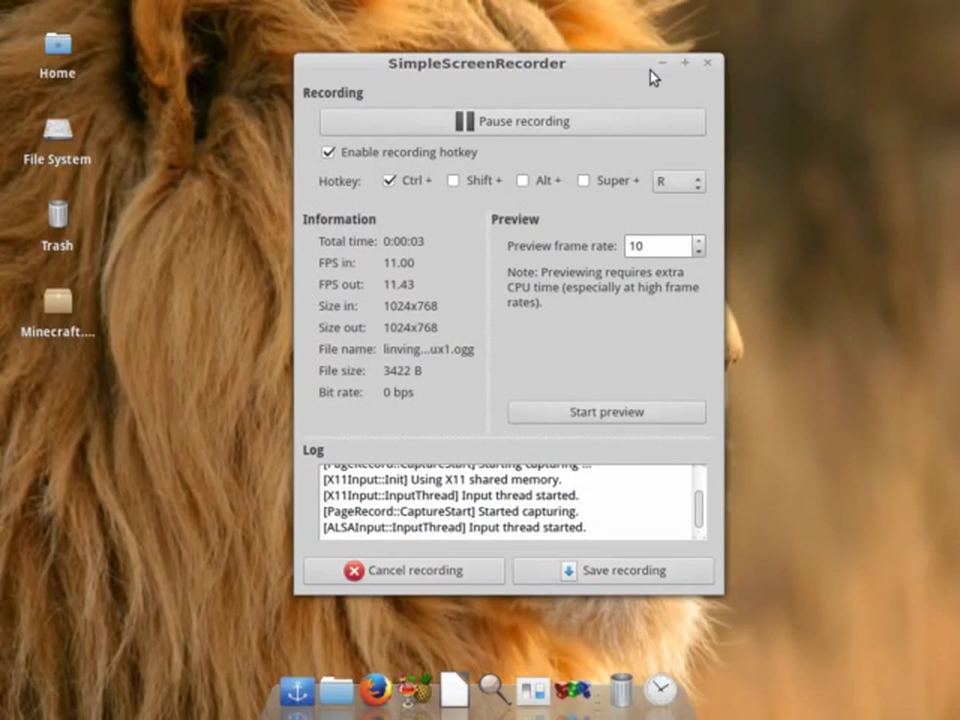 SimpleScreenRecorder
Home
File System
Trash
Minecraft....
Recording
Pause recording
Enable recording hotkey
Hotkey: Ctrl + Shift + Alt + Super + R
Information
Total time: 0:00:03
FPS in: 11.00
FPS out: 11.43
Size in: 1024x768
Size out: 1024x768
File name: linving...ux1.ogg
File size: 3422 B
Bit rate: 0 bps
Preview
Preview frame rate: 10
Note: Previewing requires extra
CPU time (especially at high frame
rates).
Start preview
Log
[PageRecord::CaptureStart] Starting capturing ...
[X11Input::Init] Using X11 shared memory.
[X11Input::InputThread] Input thread started.
[PageRecord::CaptureStart] Started capturing.
[ALSAInput::InputThread] Input thread started.
Cancel recording
Save recording